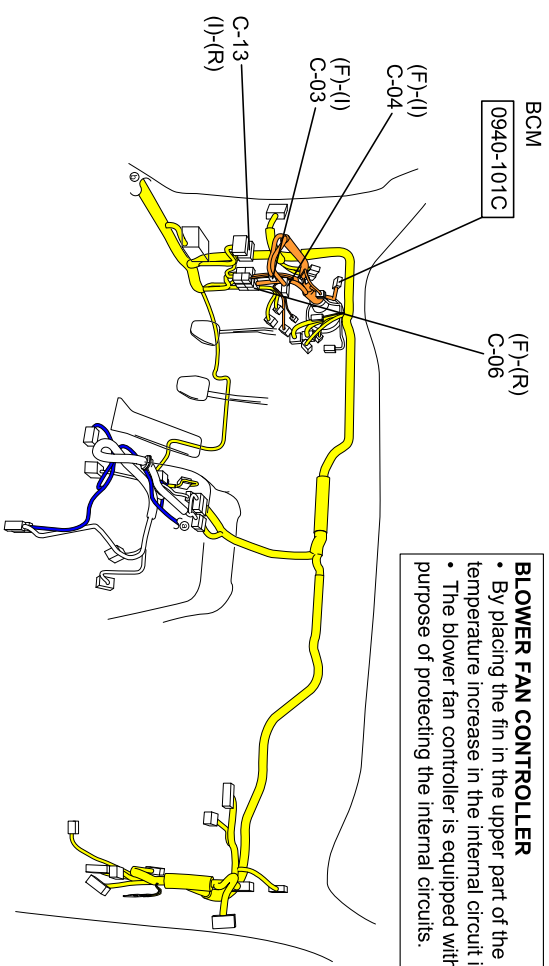 BCM
0940-101C
(F)-(R)
C-06
(F)-(I)
C-04
(F)-(I)
C-03
C-13
(I)-(R)
BLOWER FAN CONTROLLER
• By placing the fin in the upper part of the
temperature increase in the internal circuit i
• The blower fan controller is equipped with
purpose of protecting the internal circuits.